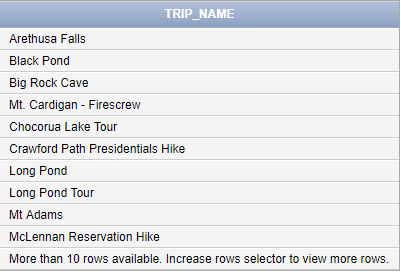 TRIP_NAME
Arethusa Falls
Black Pond
Big Rock Cave
Mt. Cardigan - Firescrew
Chocorua Lake Tour
Crawford Path Presidentials Hike
Long Pond
Long Pond Tour
Mt Adams
McLennan Reservation Hike
More than 10 rows available. Increase rows selector to view more rows.